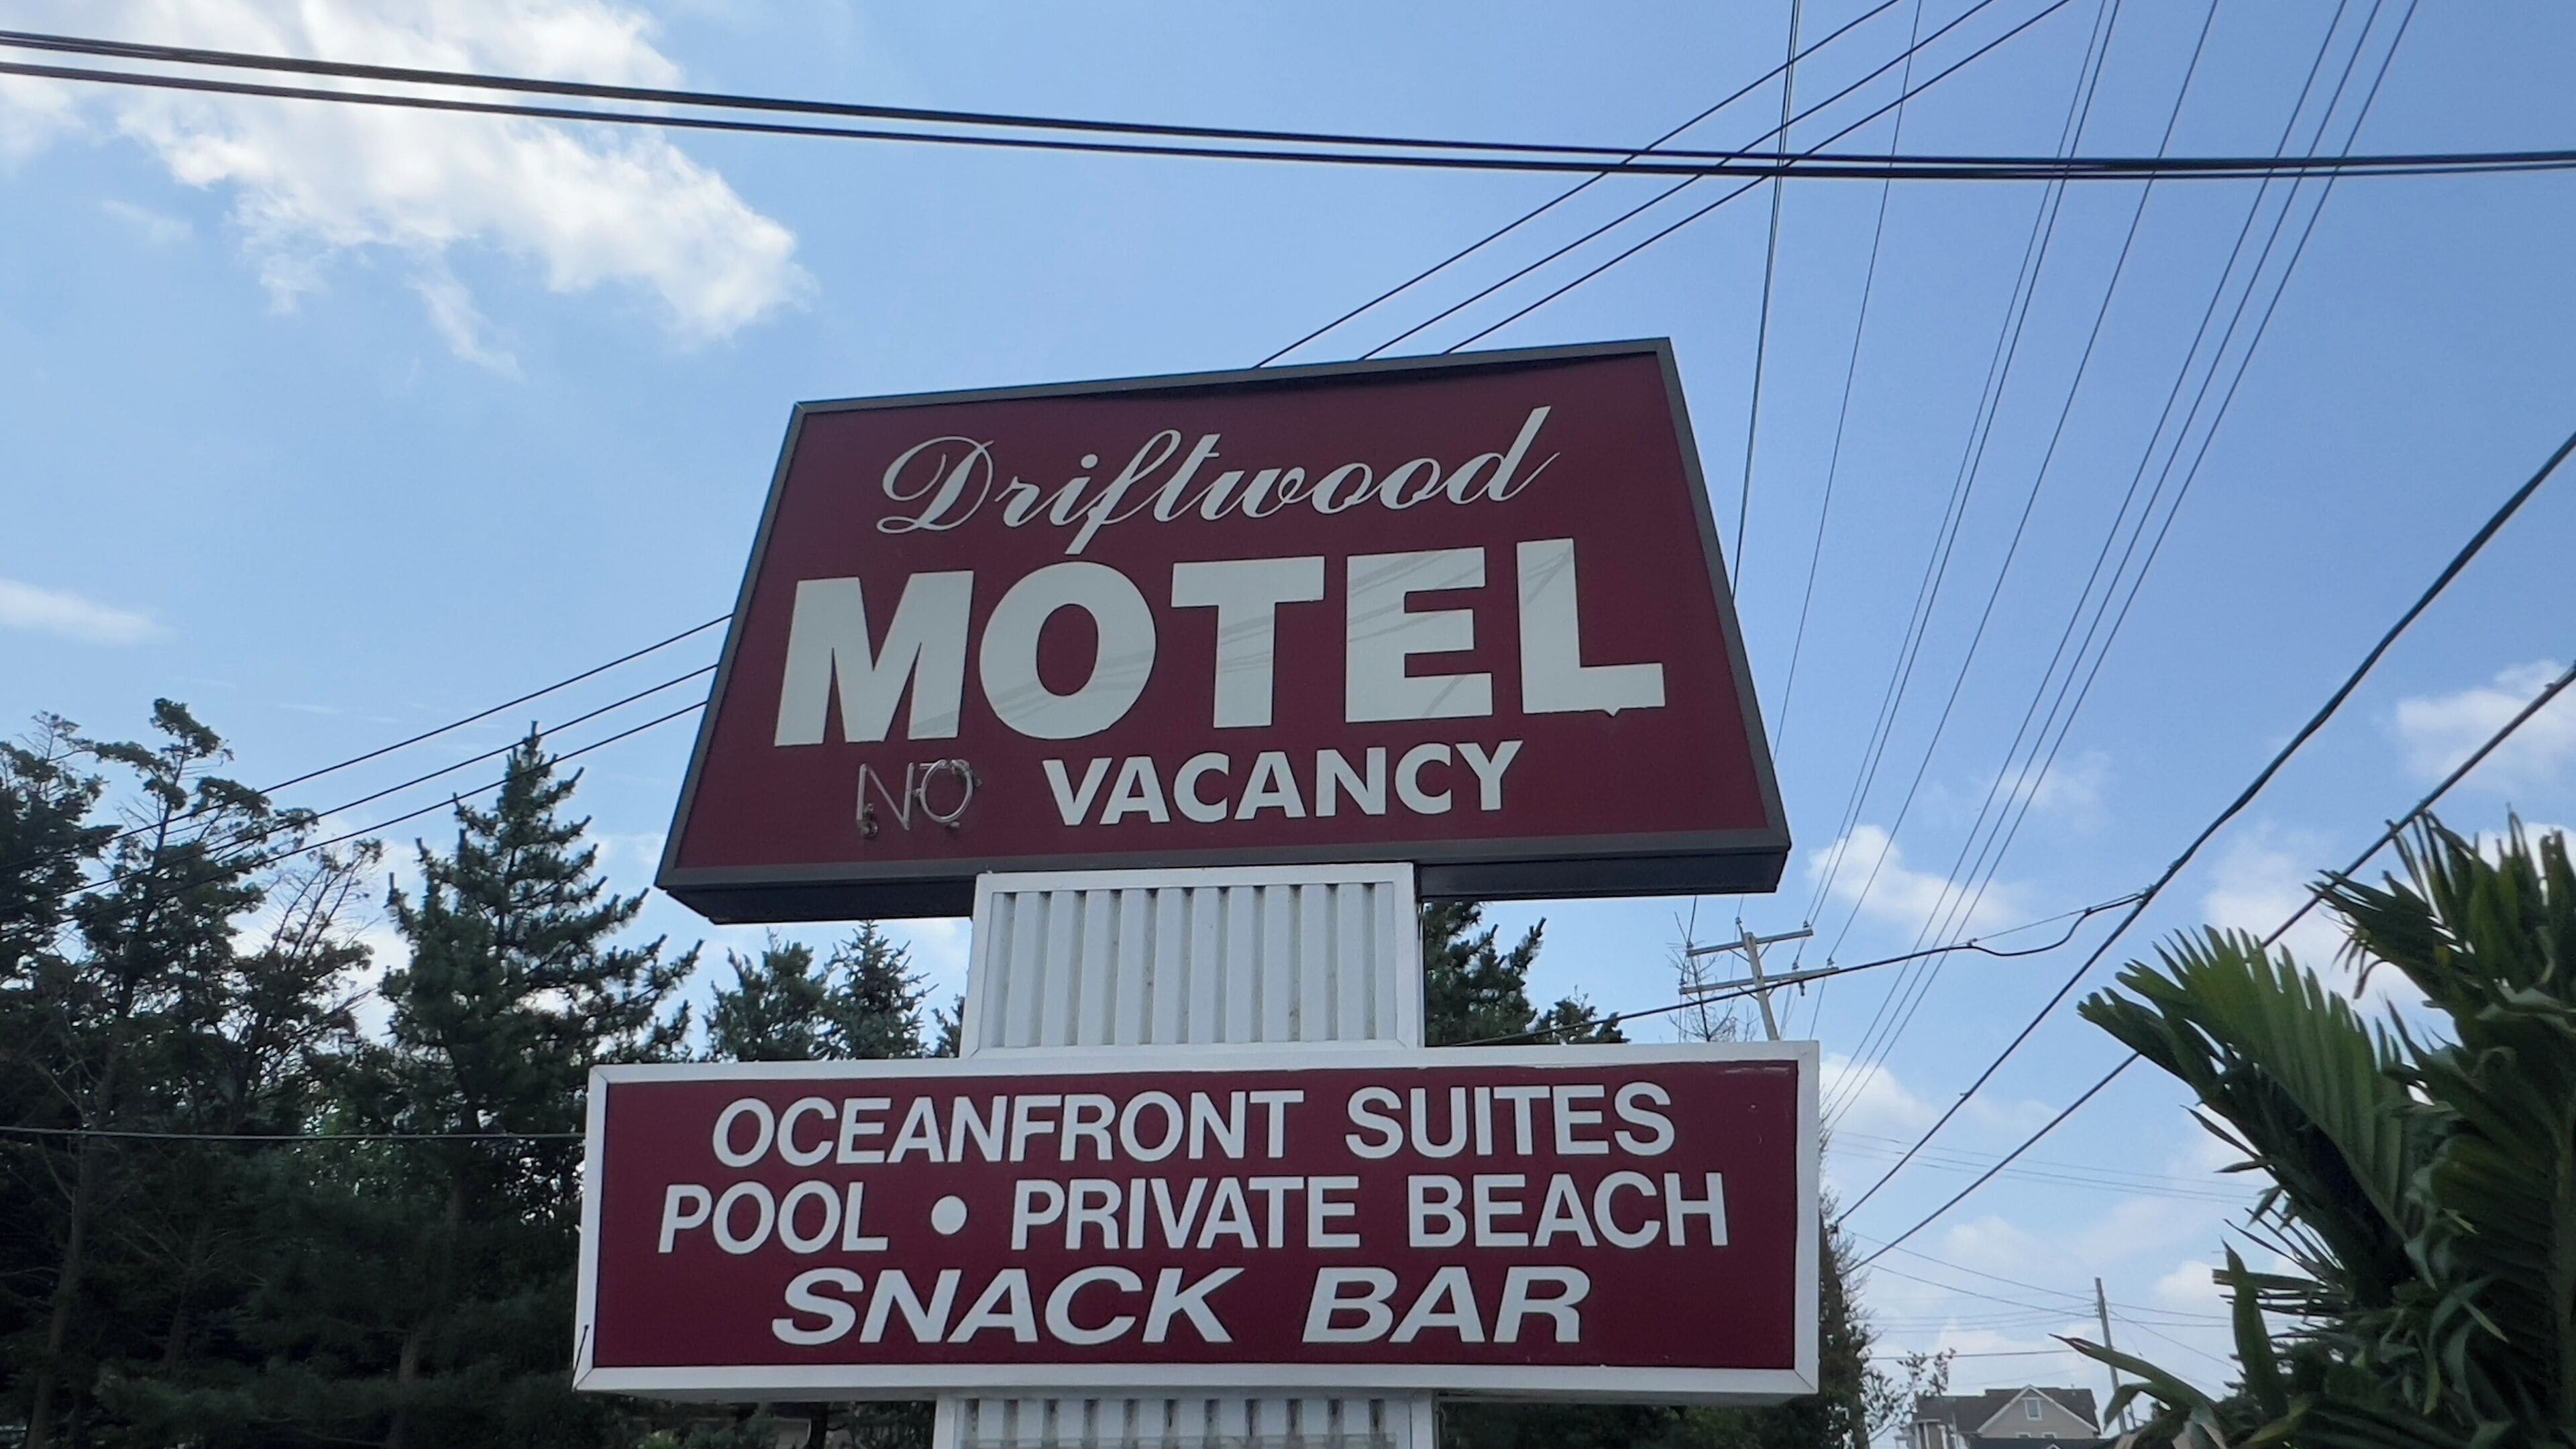 Driftwood
MOTEL
NO VACANCY
OCEANFRONT SUITES
POOL • PRIVATE BEACH
SNACK BAR